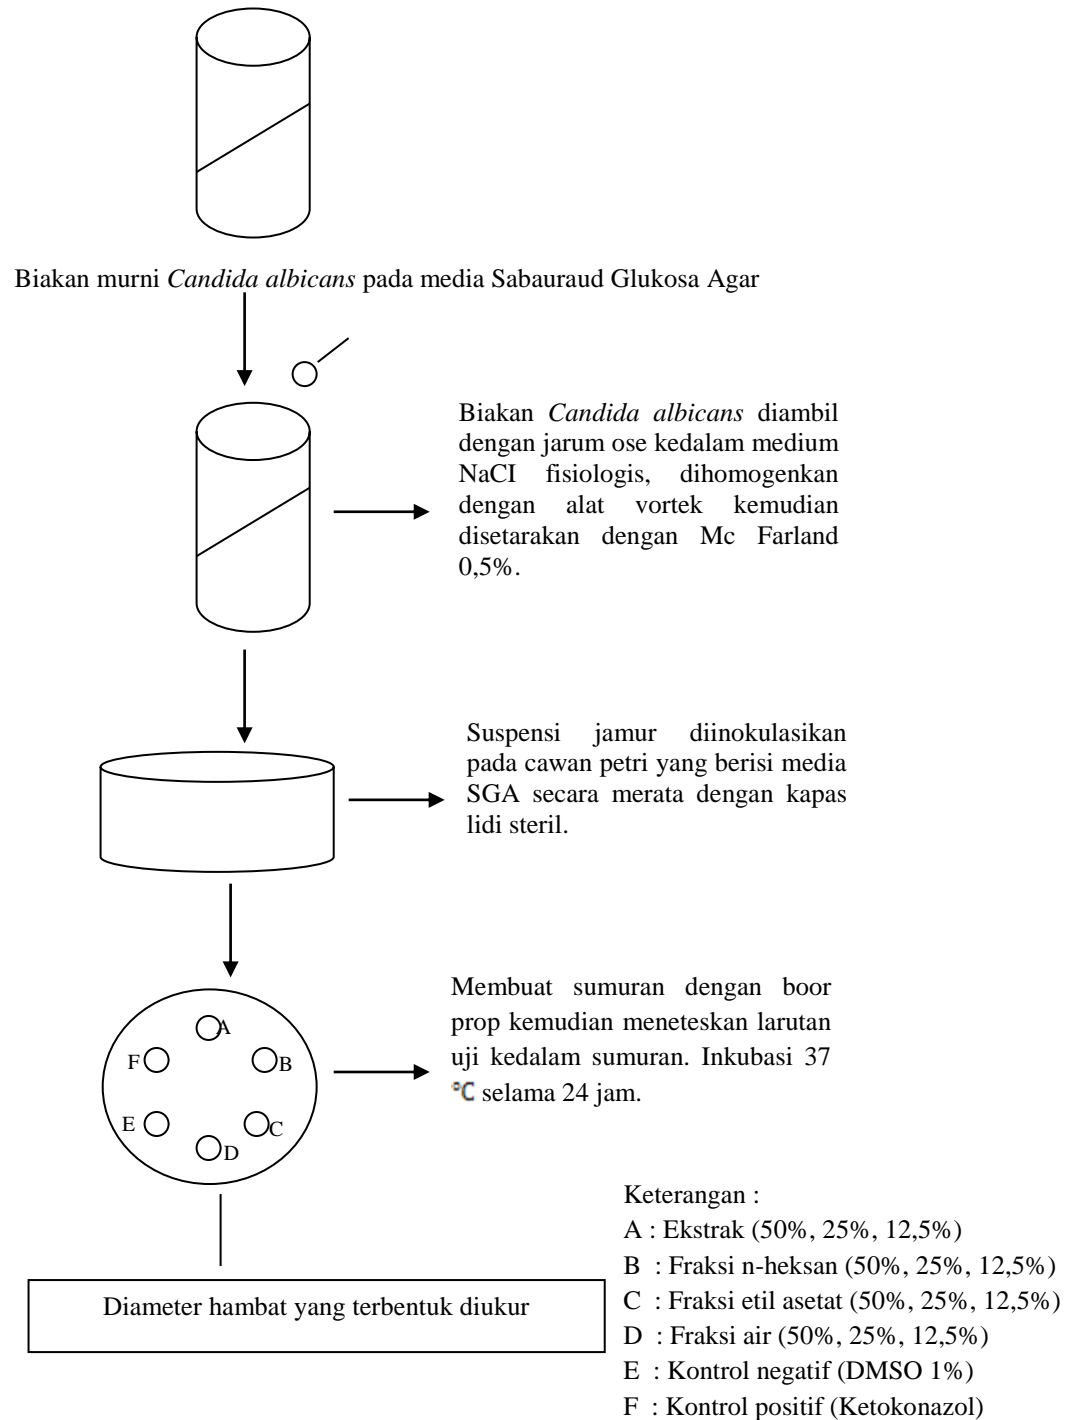 Biakan murni Candida albicans pada media Sabauraud Glukosa Agar
Biakan Candida albicans diambil
dengan jarum ose kedalam medium
NaCI fisiologis, dihomogenkan
dengan alat vortek kemudian
disetarakan dengan Mc Farland
0,5%.
Suspensi jamur diinokulasikan
pada cawan petri yang berisi media
SGA secara merata dengan kapas
lidi steril.
A
F
B
E
C
D
Membuat sumuran dengan boor
prop kemudian meneteskan larutan
uji kedalam sumuran. Inkubasi 37
°C selama 24 jam.
Diameter hambat yang terbentuk diukur
Keterangan :
A : Ekstrak (50%, 25%, 12,5%)
B : Fraksi n-heksan (50%, 25%, 12,5%)
C : Fraksi etil asetat (50%, 25%, 12,5%)
D : Fraksi air (50%, 25%, 12,5%)
E : Kontrol negatif (DMSO 1%)
F : Kontrol positif (Ketokonazol)